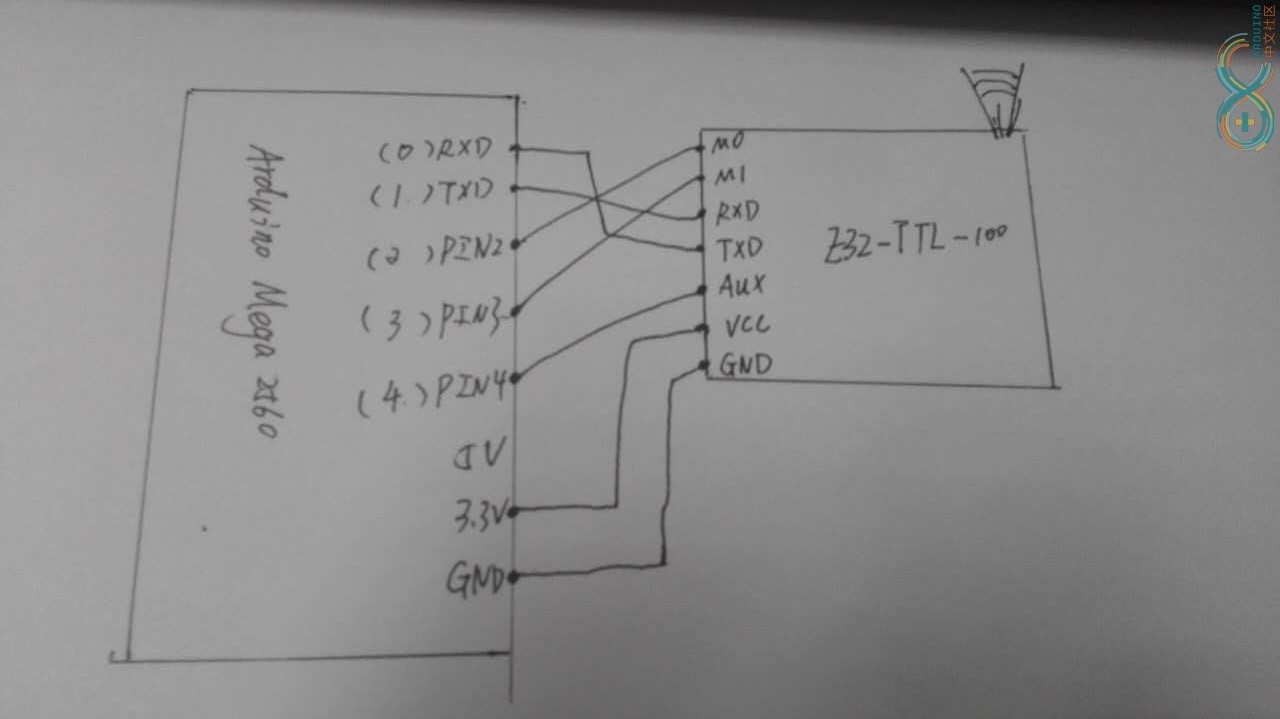 Arduino Mega 2560
(0)RXD
(1.)TXD
(2 )PIN2
(3 )PIN3
(4.)PIN4
5V
3.3V
GND
M0
M1
RXD
TXD
AUX
VCC
GND
E32-TTL-100
ARDUINO
中文社区